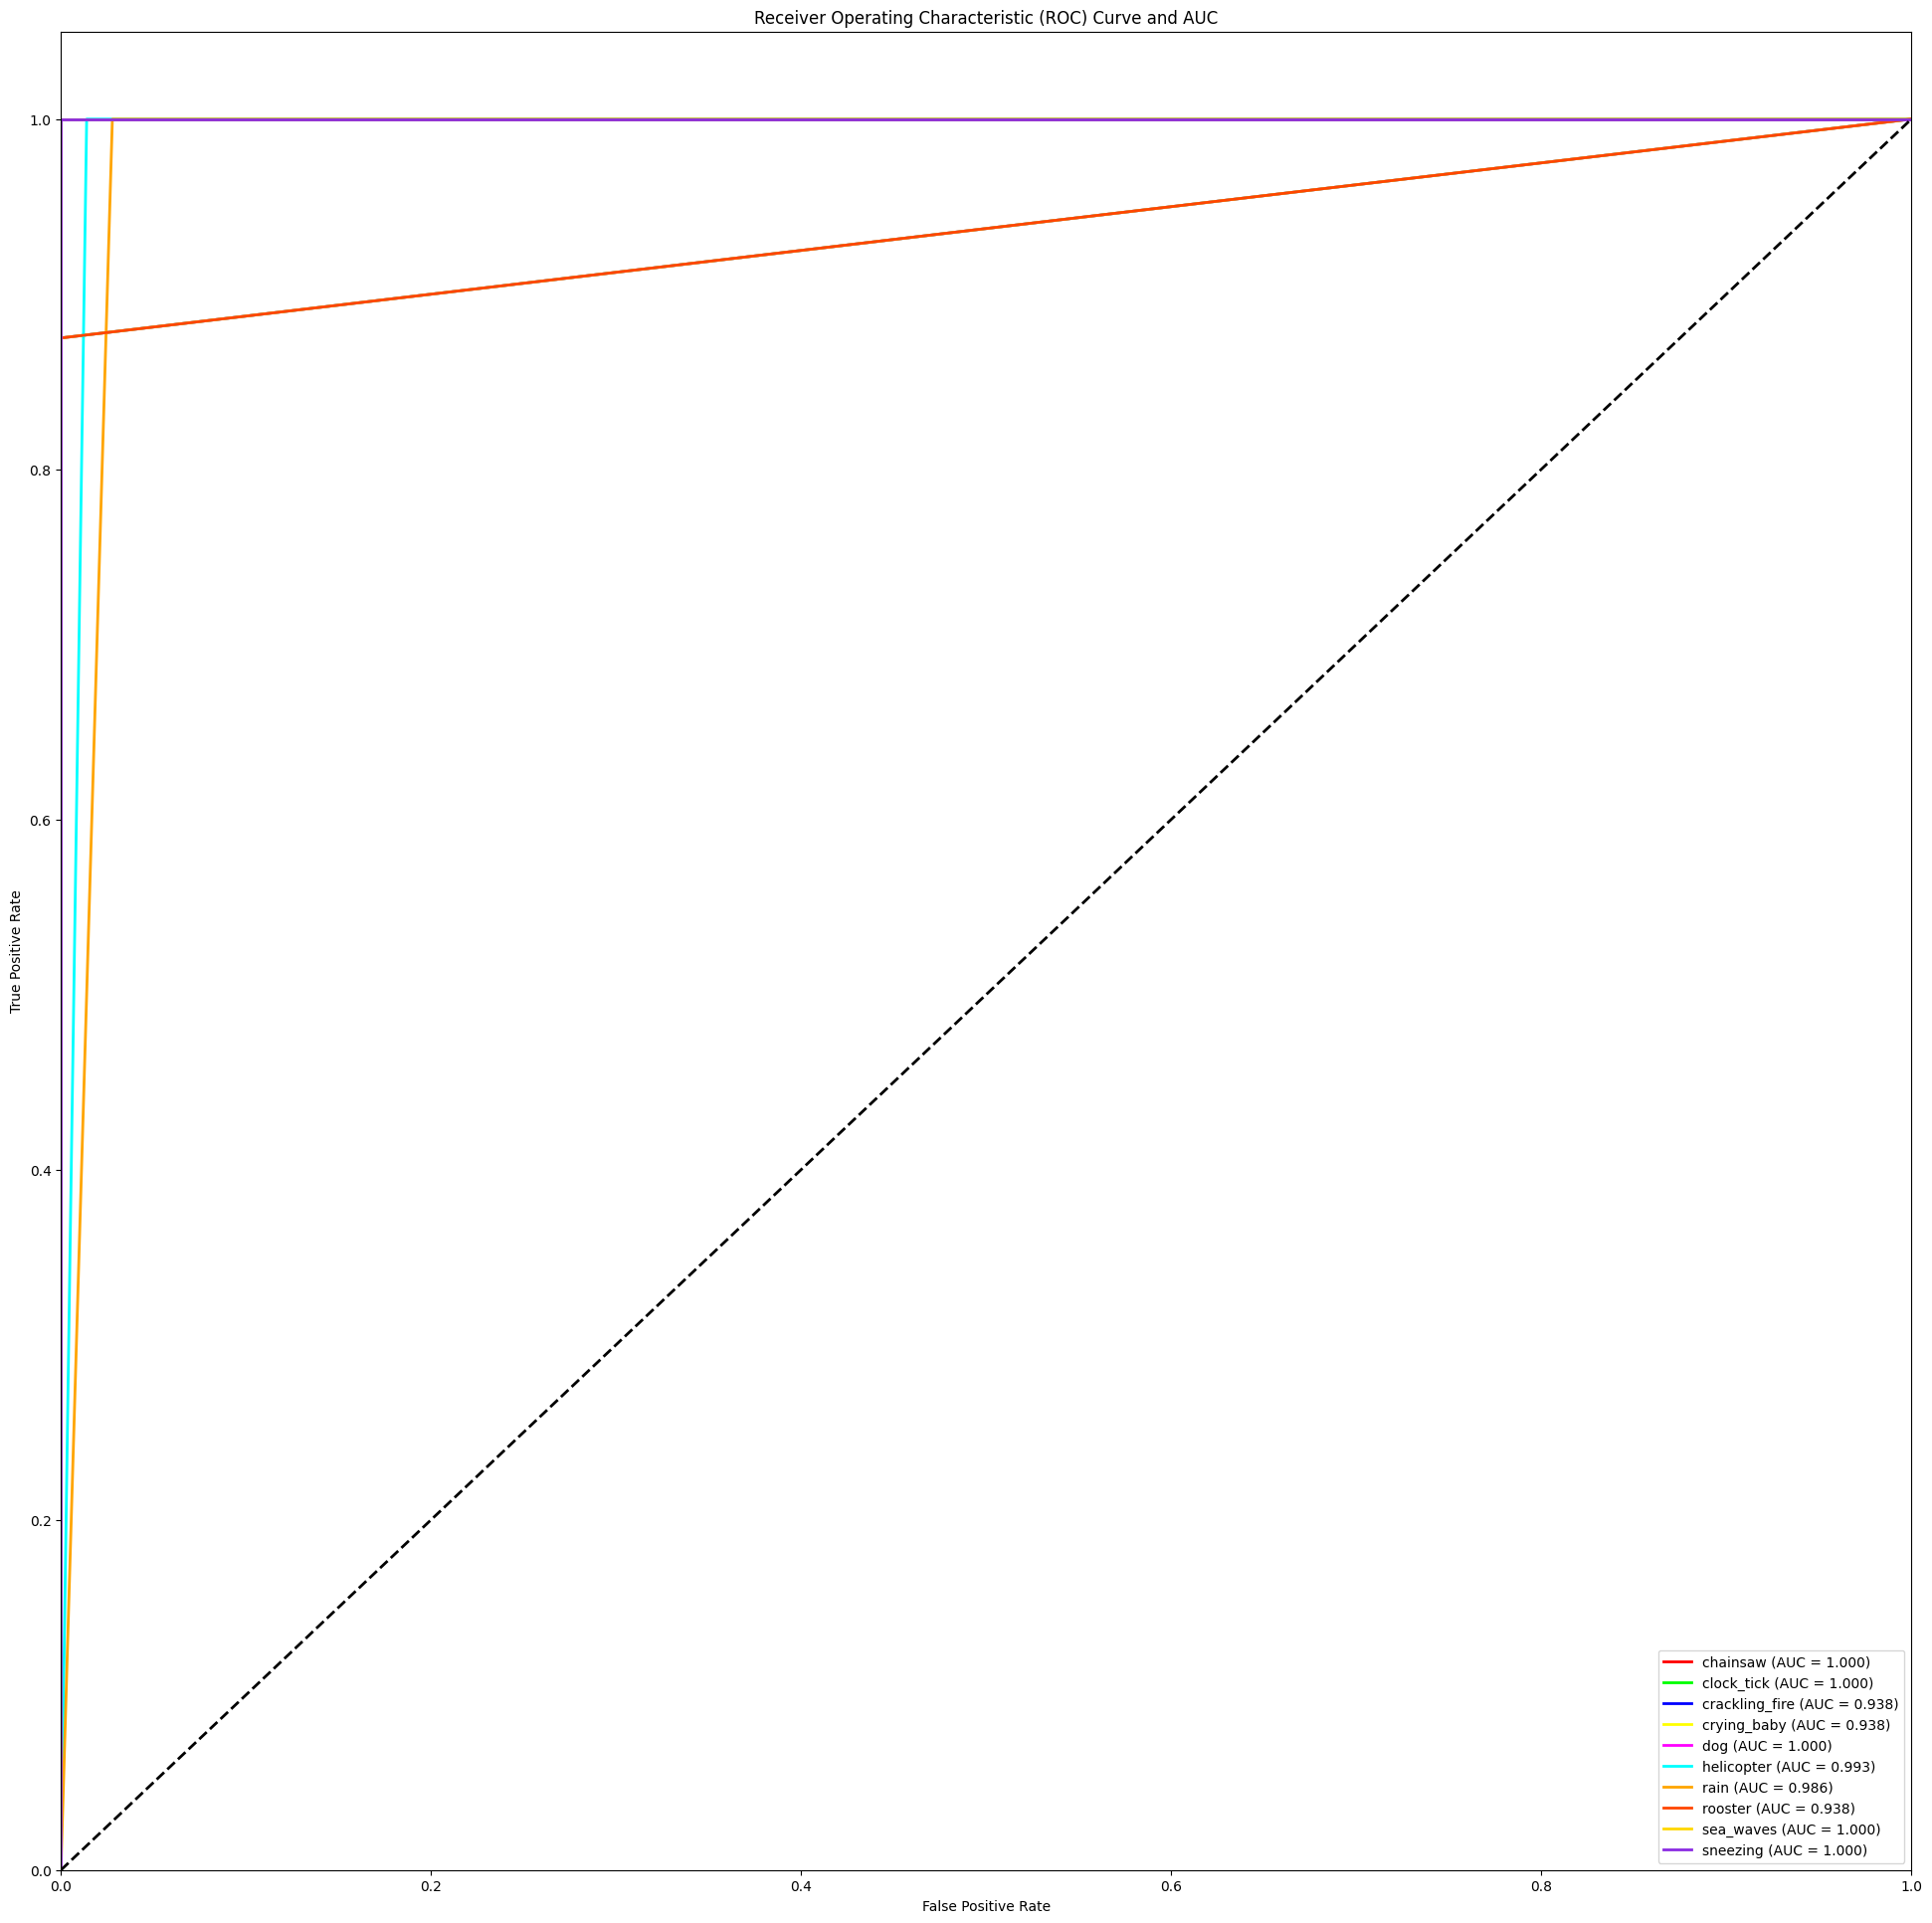 Receiver Operating Characteristic (ROC) Curve and AUC
1.0
0.8
0.6
0.4
0.2
0.0
True Positive Rate
0.0 0.2 0.4 0.6 0.8 1.0
False Positive Rate
chainsaw (AUC = 1.000)
clock_tick (AUC = 1.000)
crackling_fire (AUC = 0.938)
crying_baby (AUC = 0.938)
dog (AUC = 1.000)
helicopter (AUC = 0.993)
rain (AUC = 0.986)
rooster (AUC = 0.938)
sea_waves (AUC = 1.000)
sneezing (AUC = 1.000)